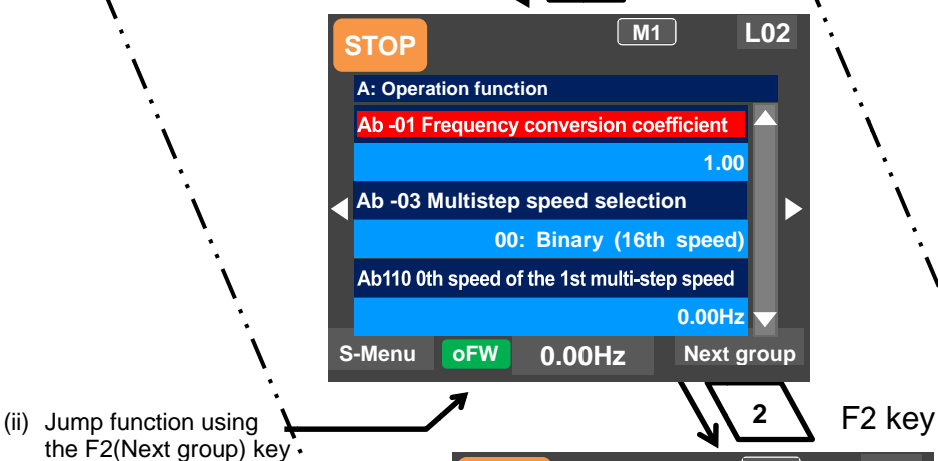 STOP
M1
L02
A: Operation function
Ab -01 Frequency conversion coefficient
1.00
Ab -03 Multistep speed selection
00: Binary (16th speed)
Ab110 0th speed of the 1st multi-step speed
0.00Hz
S-Menu oFW 0.00Hz Next group
2 F2 key
(ii) Jump function using
the F2(Next group) key